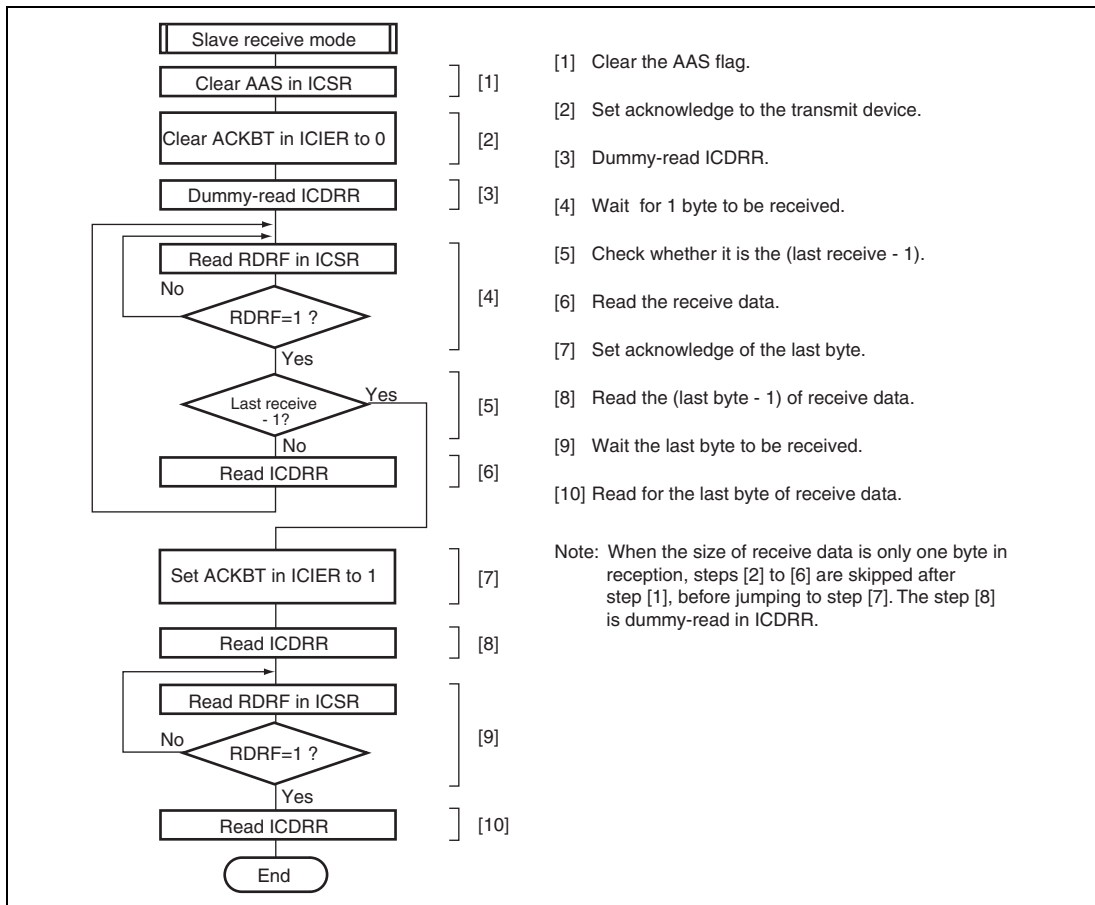 Slave receive mode
Clear AAS in ICSR
[1]
Clear ACKBT in ICIER to 0
[2]
Dummy-read ICDRR
[3]
Read RDRF in ICSR
No
[4]
RDRF=1 ?
Yes
Yes
Last receive
- 1?
[5]
No
Read ICDRR
[6]
Set ACKBT in ICIER to 1
[7]
Read ICDRR
[8]
Read RDRF in ICSR
No
[9]
RDRF=1 ?
Yes
Read ICDRR
[10]
End
[1] Clear the AAS flag.
[2] Set acknowledge to the transmit device.
[3] Dummy-read ICDRR.
[4] Wait for 1 byte to be received.
[5] Check whether it is the (last receive - 1).
[6] Read the receive data.
[7] Set acknowledge of the last byte.
[8] Read the (last byte - 1) of receive data.
[9] Wait the last byte to be received.
[10] Read for the last byte of receive data.
Note: When the size of receive data is only one byte in
reception, steps [2] to [6] are skipped after
step [1], before jumping to step [7]. The step [8]
is dummy-read in ICDRR.